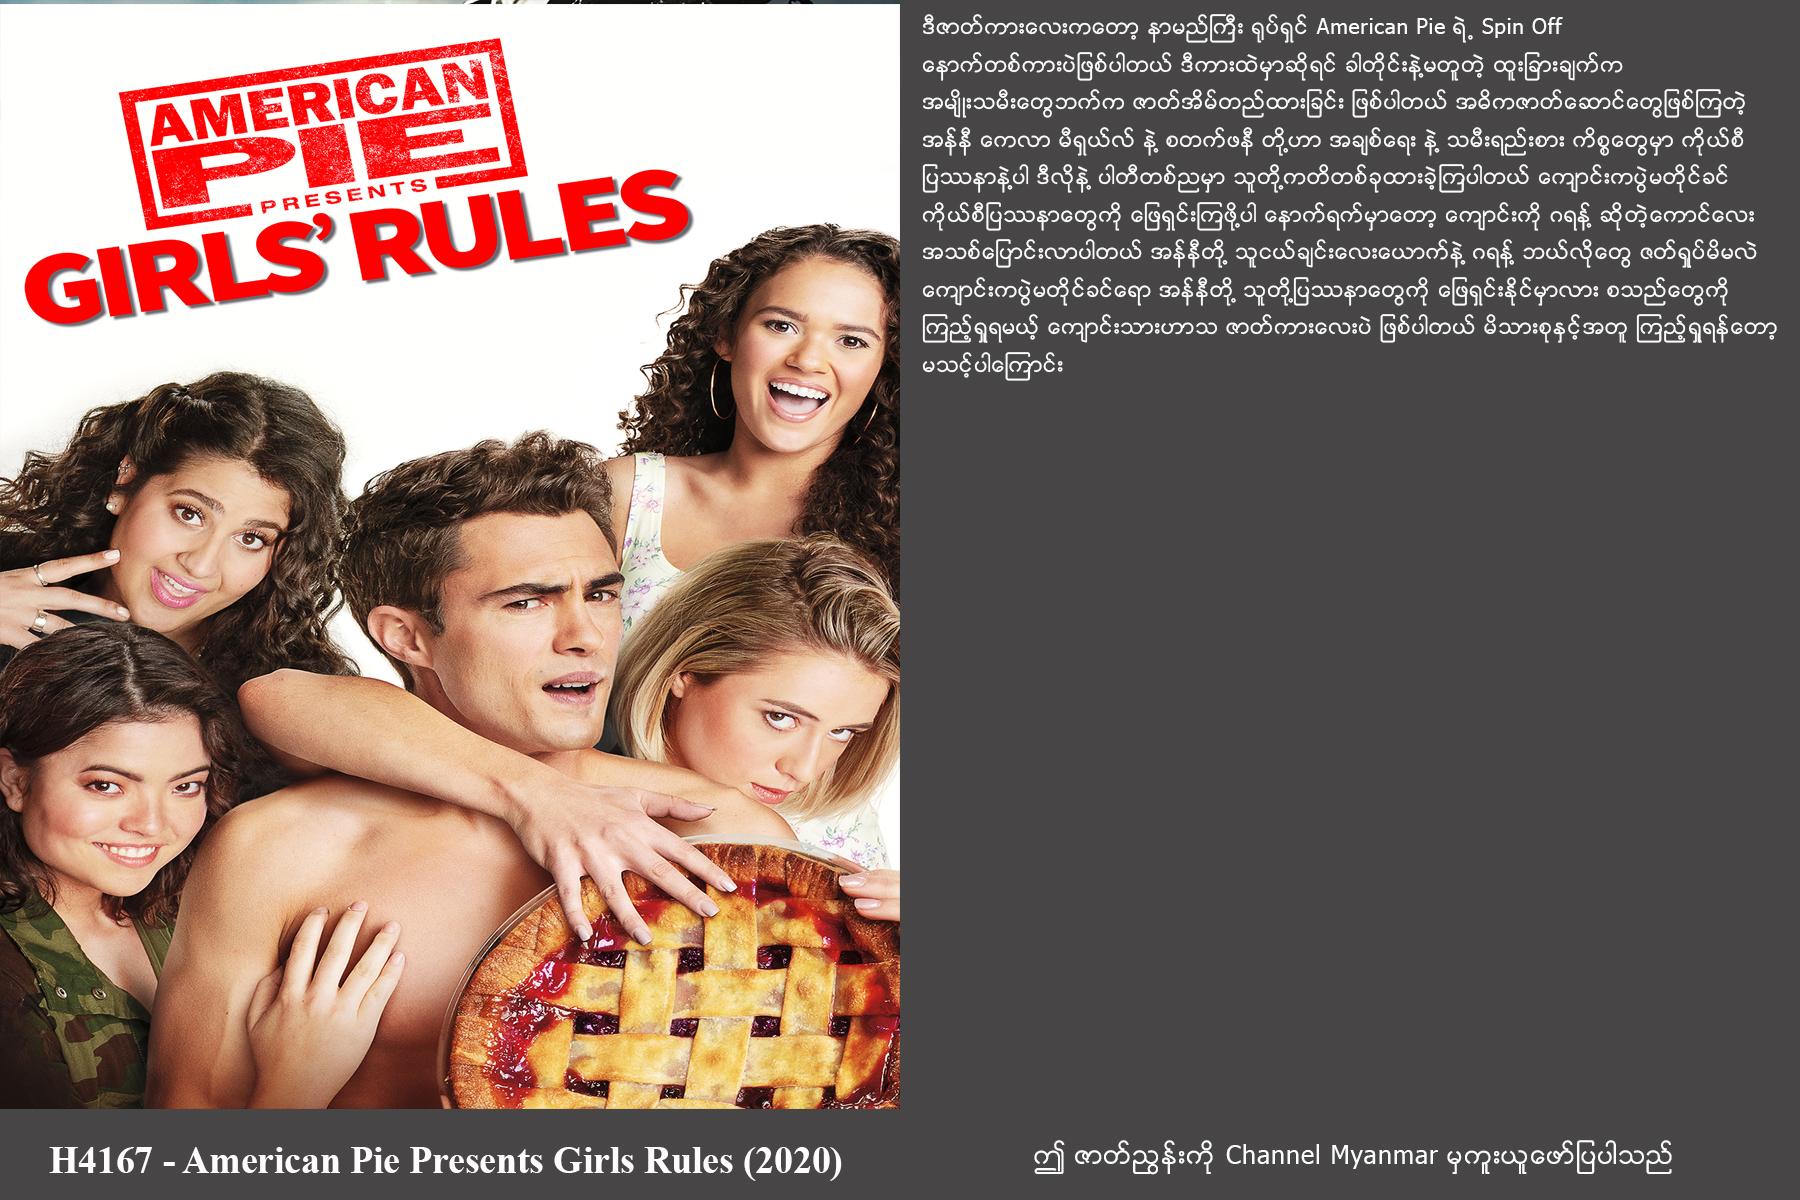 AMERICAN
PIE
PRESENTS
GIRLS' RULES
ဒီဇာတ်ကားလေးကတော့ နာမည်ကြီး ရုပ်ရှင် American Pie ရဲ့ Spin Off
နောက်တစ်ကားပဲဖြစ်ပါတယ် ဒီကားထဲမှာဆိုရင် ခါတိုင်းနဲ့မတူတဲ့ ထူးခြားချက်က
အမျိုးသမီးတွေဘက်က ဇာတ်အိမ်တည်ထားခြင်း ဖြစ်ပါတယ် အဓိကဇာတ်ဆောင်တွေဖြစ်ကြတဲ့
အန်နီ ကေလာ မီရှယ်လ် နဲ့ စတက်ဖနီ တို့ဟာ အချစ်ရေး နဲ့ သမီးရည်းစား ကိစ္စတွေမှာ ကိုယ်စီ
ပြဿနာနဲ့ပါ ဒီလိုနဲ့ ပါတီတစ်ညမှာ သူတို့ကတိတစ်ခုထားခဲ့ကြပါတယ် ကျောင်းကပွဲမတိုင်ခင်
ကိုယ်စီပြဿနာတွေကို ဖြေရှင်းကြဖို့ပါ နောက်ရက်မှာတော့ ကျောင်းကို ဂရန့် ဆိုတဲ့ကောင်လေး
အသစ်ပြောင်းလာပါတယ် အန်နီတို့ သူငယ်ချင်းလေးယောက်နဲ့ ဂရန့် ဘယ်လိုတွေ ဇတ်ရှုပ်မိမလဲ
ကျောင်းကပွဲမတိုင်ခင်ရော အန်နီတို့ သူတို့ပြဿနာတွေကို ဖြေရှင်းနိုင်မှာလား စသည်တွေကို
ကြည့်ရှုရမယ့် ကျောင်းသားဟာသ ဇာတ်ကားလေးပဲ ဖြစ်ပါတယ် မိသားစုနှင့်အတူ ကြည့်ရှုရန်တော့
မသင့်ပါကြောင်း
H4167 - American Pie Presents Girls Rules (2020)
ဤ ဇာတ်ညွှန်းကို Channel Myanmar မှကူးယူဖော်ပြပါသည်